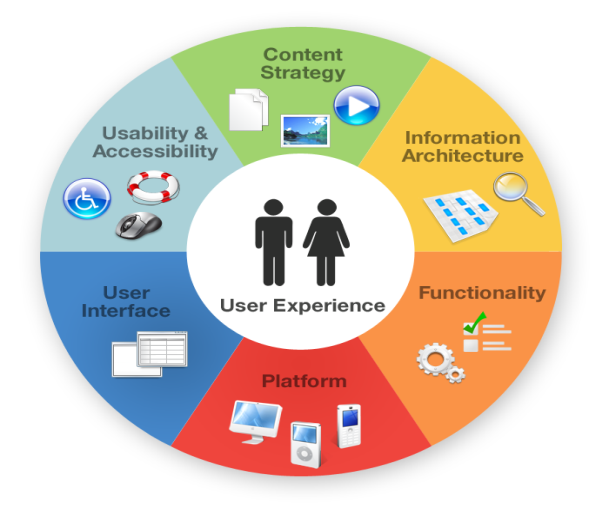 Content
Strategy
Usability &
Accessibility
Information
Architecture
User
Interface
User Experience
Functionality
Platform